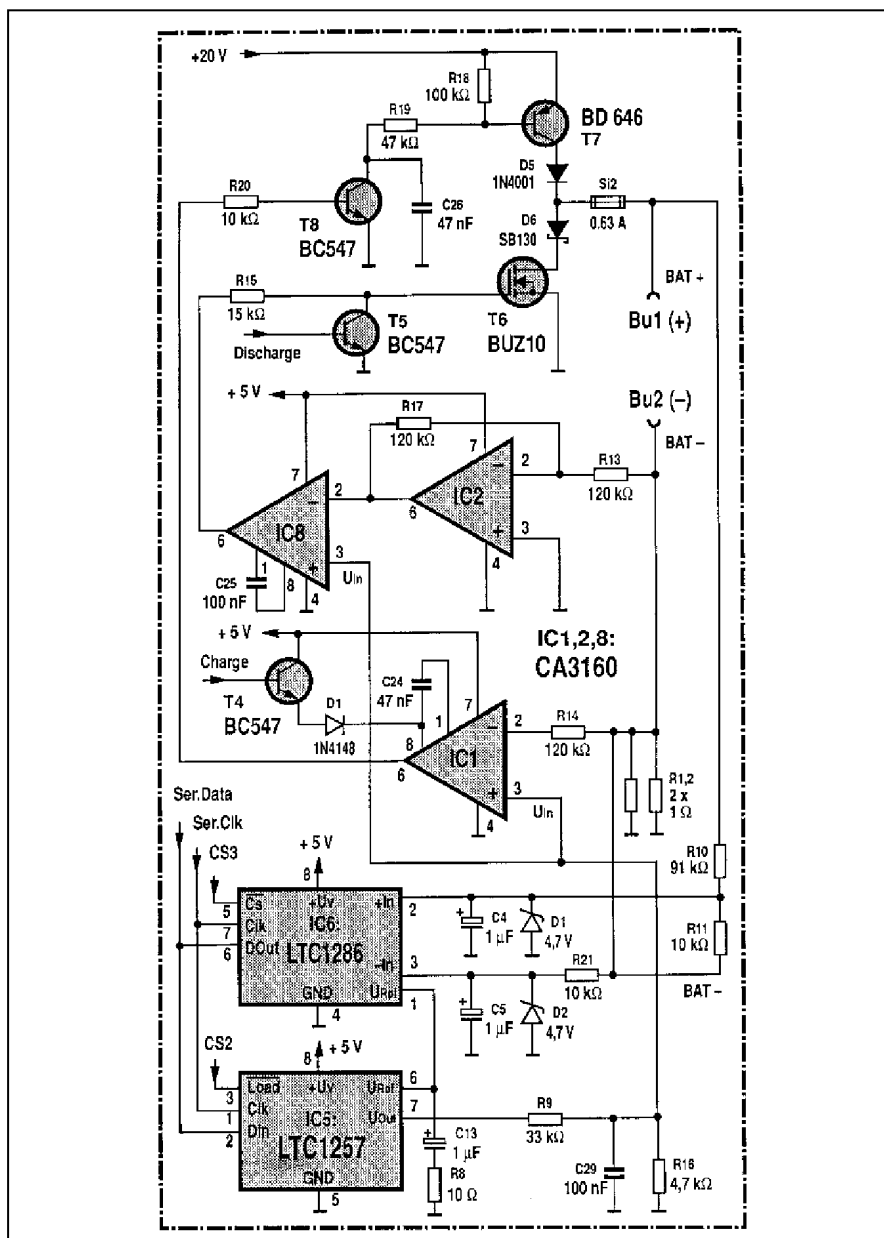 +20 V
R18
100 kΩ
R19
47 kΩ
BD 646
T7
D5
1N4001
Si2
0.63 A
R20
10 kΩ
C26
47 nF
D6
SB130
T8
BC547
BAT +
R15
15 kΩ
T5
BC547
T6
BUZ10
Bu1 (+)
Discharge
+ 5 V
R17
120 kΩ
Bu2 (–)
BAT –
7
2
–
IC2
6
+
3
4
R13
120 kΩ
7
2
–
IC8
6
+
3
Uin
1
8
4
C25
100 nF
IC1,2,8:
CA3160
+ 5 V
Charge
T4
BC547
C24
47 nF
D1
1N4148
1
7
2
–
8
IC1
6
+
3
4
Uin
R14
120 kΩ
R1,2
2 x
1 Ω
Ser.Data
Ser.Clk
CS3
+ 5 V
8
R10
91 kΩ
Cs
+Uv
+In
2
5
IC6:
Clk
7
DOut
LTC1286
6
–In
3
GND
URef
4
1
C4
1 µF
D1
4,7 V
R11
10 kΩ
R21
10 kΩ
BAT –
C5
1 µF
D2
4,7 V
CS2
+ 5 V
8
Load
+Uv
URef
6
3
Clk
IC5:
UOut
7
1
Din
LTC1257
2
GND
5
C13
1 µF
R8
10 Ω
R9
33 kΩ
C29
100 nF
R16
4,7 kΩ